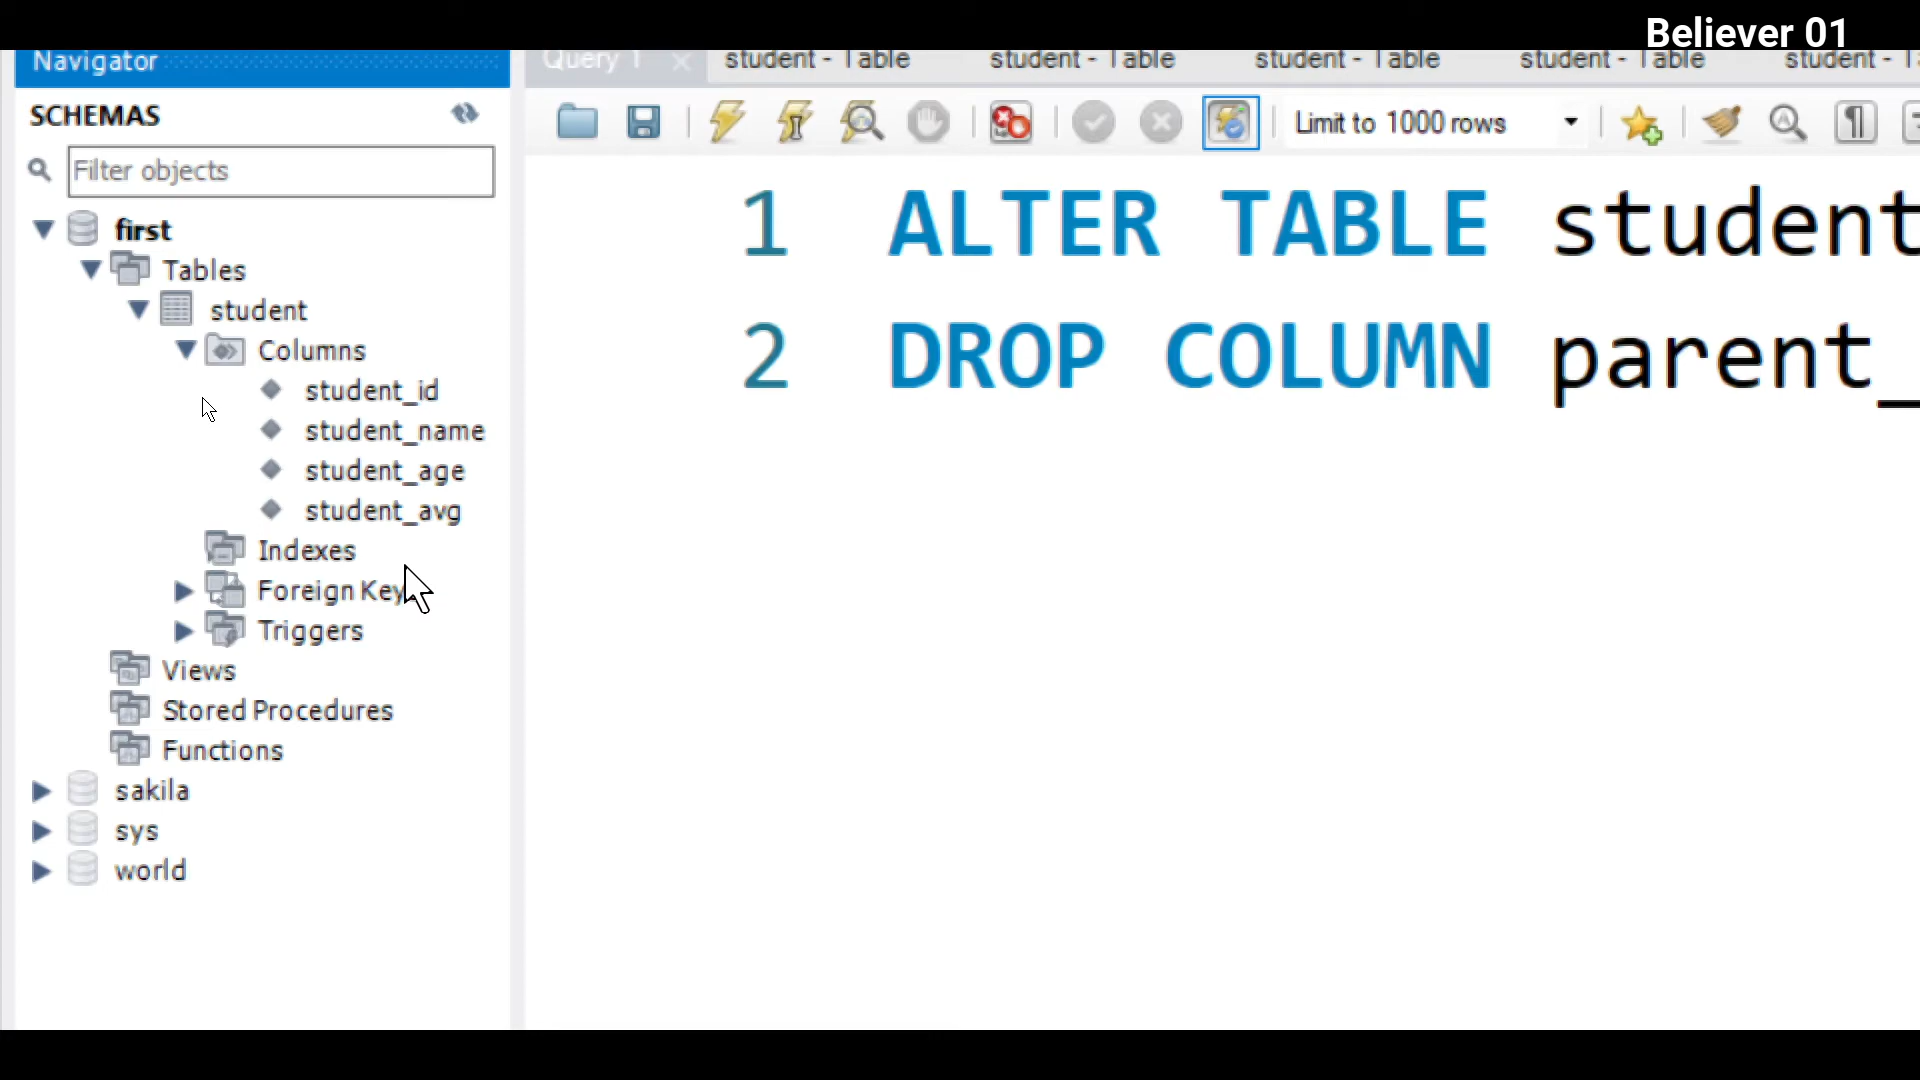 Believer 01
Navigator
Query 1
student - Table
student - Table
student - Table
student - Table
student -
SCHEMAS
Limit to 1000 rows
Filter objects
first
Tables
student
Columns
student_id
student_name
student_age
student_avg
Indexes
Foreign Key
Triggers
Views
Stored Procedures
Functions
sakila
sys
world
1 ALTER TABLE student
2 DROP COLUMN parent_